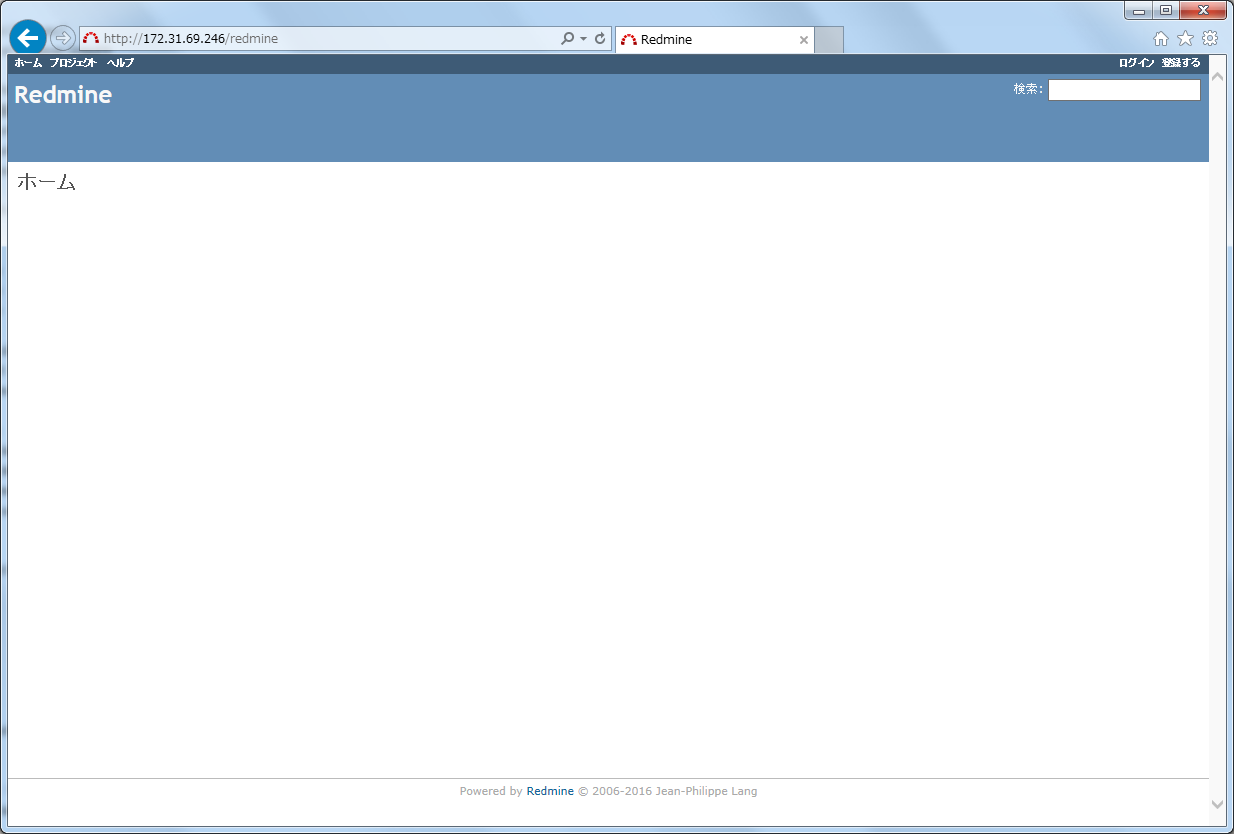 http://172.31.69.246/redmine
Redmine
ホーム プロジェクト ヘルプ
ログイン 登録する
Redmine
検索:
ホーム
Powered by Redmine © 2006-2016 Jean-Philippe Lang